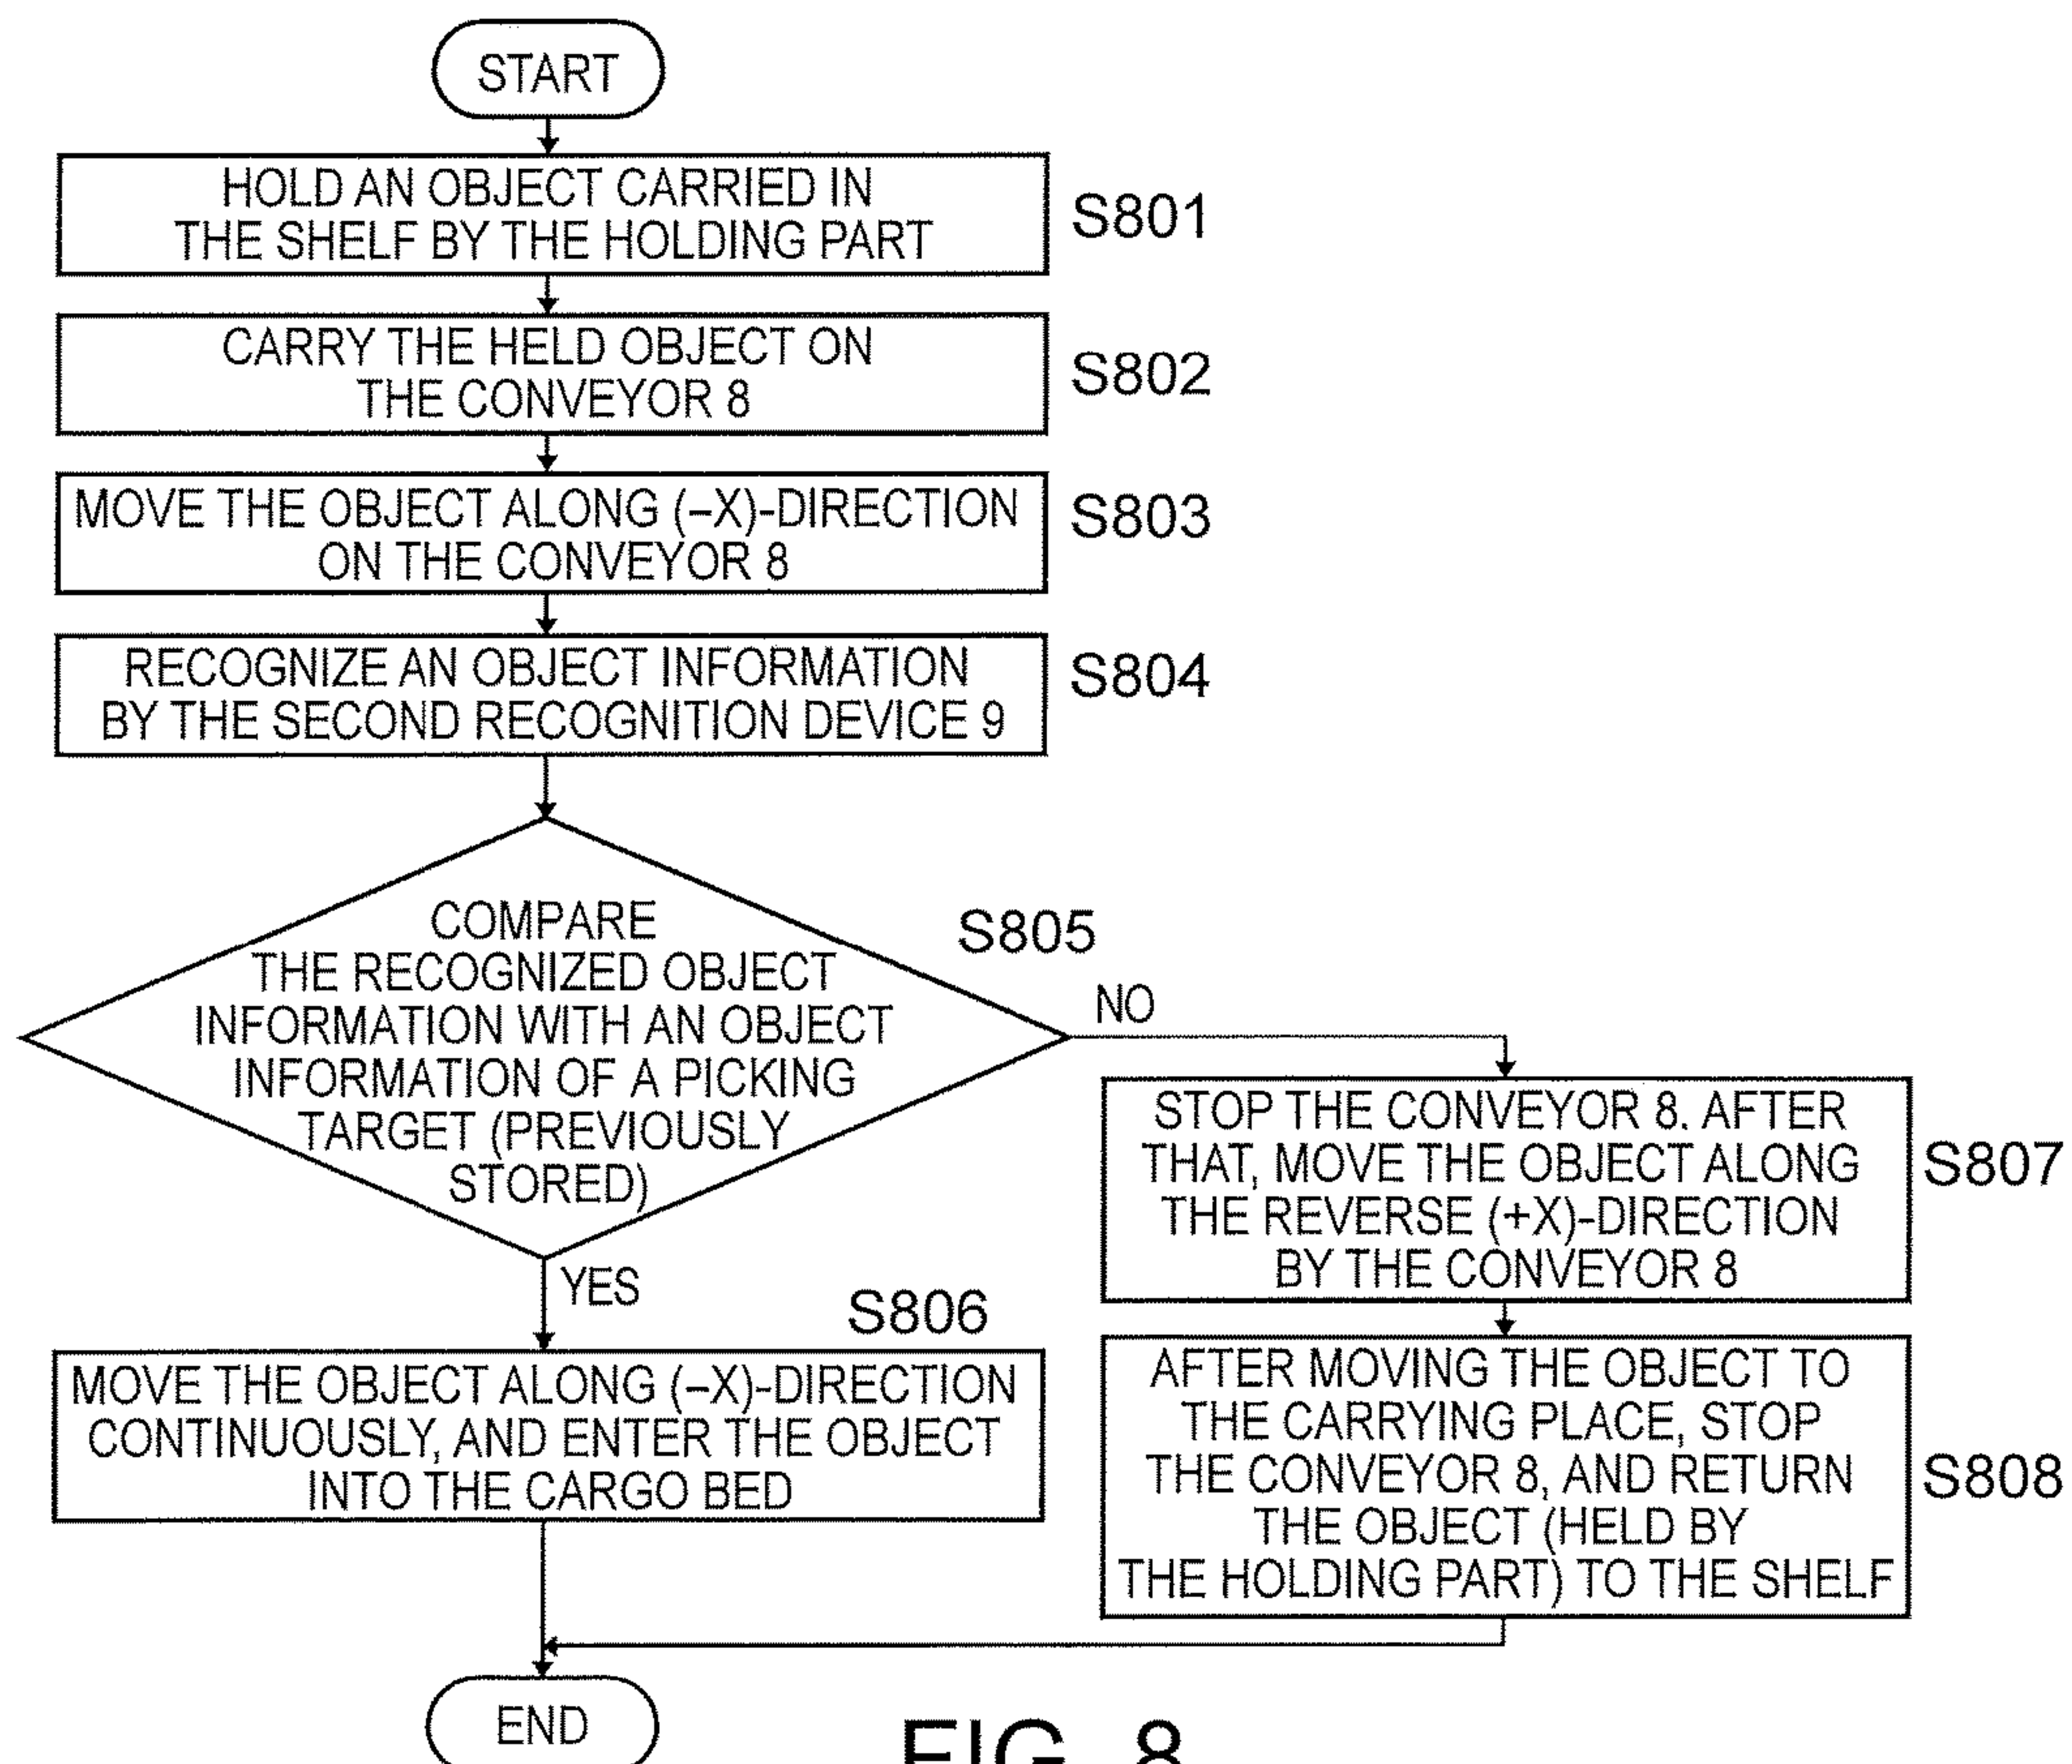 START
HOLD AN OBJECT CARRIED IN
THE SHELF BY THE HOLDING PART
S801
CARRY THE HELD OBJECT ON
THE CONVEYOR 8
S802
MOVE THE OBJECT ALONG (–X)-DIRECTION
ON THE CONVEYOR 8
S803
RECOGNIZE AN OBJECT INFORMATION
BY THE SECOND RECOGNITION DEVICE 9
S804
COMPARE
THE RECOGNIZED OBJECT
INFORMATION WITH AN OBJECT
INFORMATION OF A PICKING
TARGET (PREVIOUSLY
STORED)
S805
NO
YES
S806
MOVE THE OBJECT ALONG (–X)-DIRECTION
CONTINUOUSLY, AND ENTER THE OBJECT
INTO THE CARGO BED
STOP THE CONVEYOR 8. AFTER
THAT, MOVE THE OBJECT ALONG
THE REVERSE (+X)-DIRECTION
BY THE CONVEYOR 8
S807
AFTER MOVING THE OBJECT TO
THE CARRYING PLACE, STOP
THE CONVEYOR 8, AND RETURN
THE OBJECT (HELD BY
THE HOLDING PART) TO THE SHELF
S808
END
FIG. 8